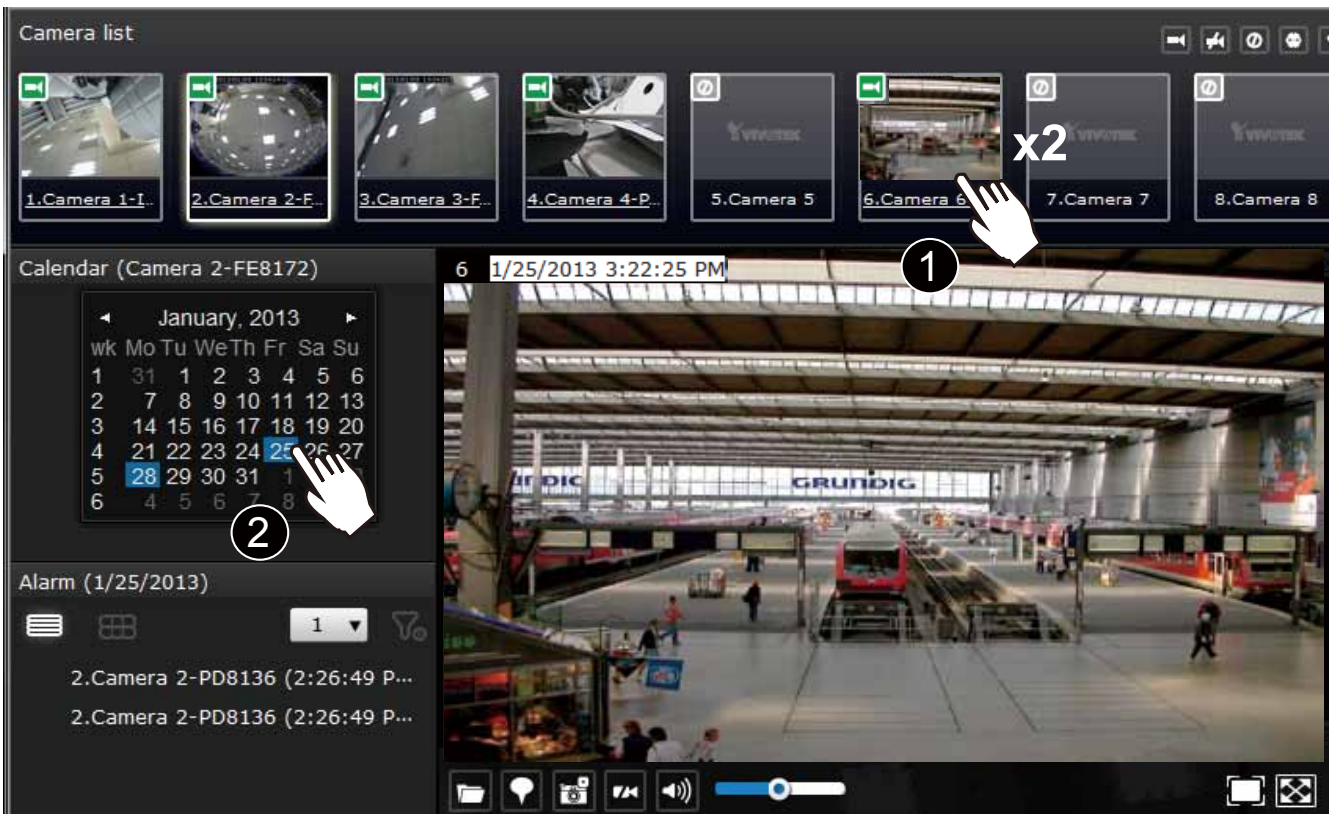 Camera list
VIVOTEK
x2
VIVOTEK
VIVOTEK
1.Camera 1-I...
2.Camera 2-F...
3.Camera 3-F...
4.Camera 4-P...
5.Camera 5
6.Camera 6
7.Camera 7
8.Camera 8
1
Calendar (Camera 2-FE8172)
6 1/25/2013 3:22:25 PM
January, 2013
wk Mo Tu We Th Fr Sa Su
1 31 1 2 3 4 5 6
2 7 8 9 10 11 12 13
3 14 15 16 17 18 19 20
4 21 22 23 24 25 26 27
5 28 29 30 31 1
6 4 5 6 7 8
2
GRUNDIG
Alarm (1/25/2013)
1
2.Camera 2-PD8136 (2:26:49 P...
2.Camera 2-PD8136 (2:26:49 P...